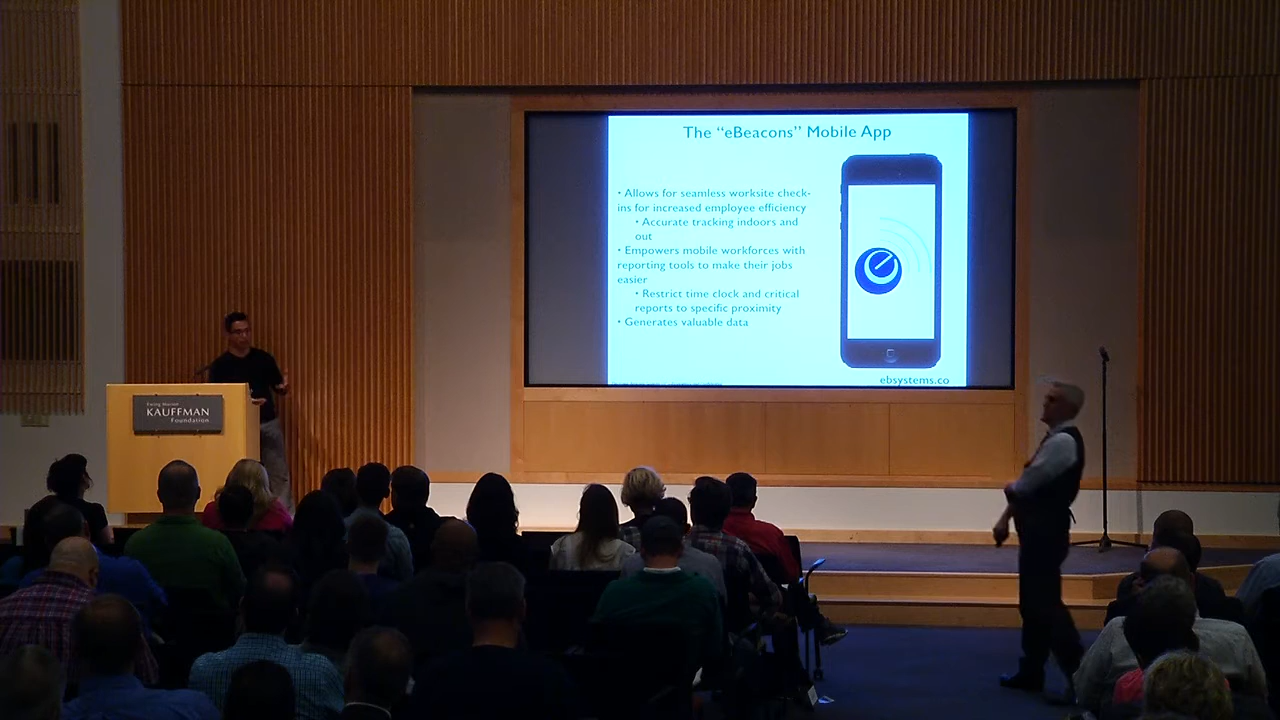 The “eBeacons” Mobile App
• Allows for seamless worksite check-
ins for increased employee efficiency
• Accurate tracking indoors and
out
• Empowers mobile workforces with
reporting tools to make their jobs
easier
• Restrict time clock and critical
reports to specific proximity
• Generates valuable data
ebsystems.co
Ewing Marion
KAUFFMAN
Foundation